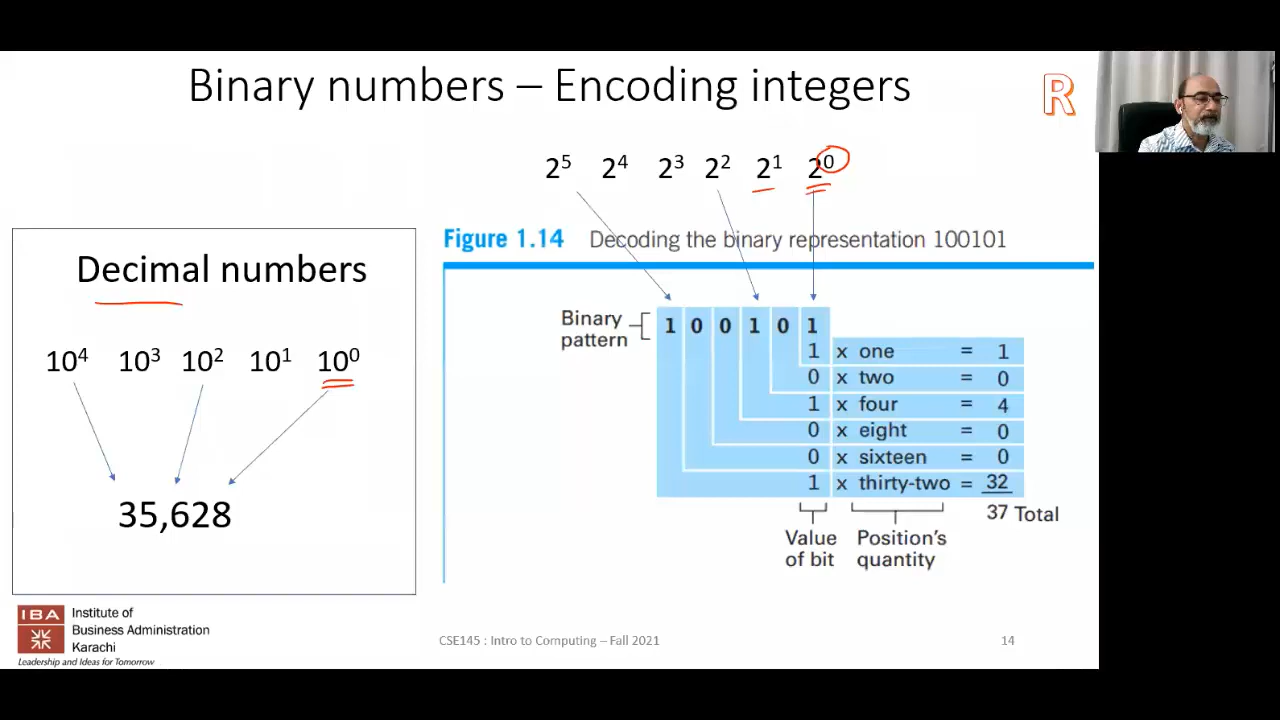 Binary numbers – Encoding integers
R
2⁵ 2⁴ 2³ 2² 2¹ 2⁰
Decimal numbers
10⁴ 10³ 10² 10¹ 10⁰
35,628
Figure 1.14 Decoding the binary representation 100101
Binary
pattern
1 0 0 1 0 1
1 x one = 1
0 x two = 0
1 x four = 4
0 x eight = 0
0 x sixteen = 0
1 x thirty-two = 32
37 Total
Value
of bit
Position's
quantity
IBA
Institute of
Business Administration
Karachi
Leadership and Ideas for Tomorrow
CSE145 : Intro to Computing – Fall 2021
14